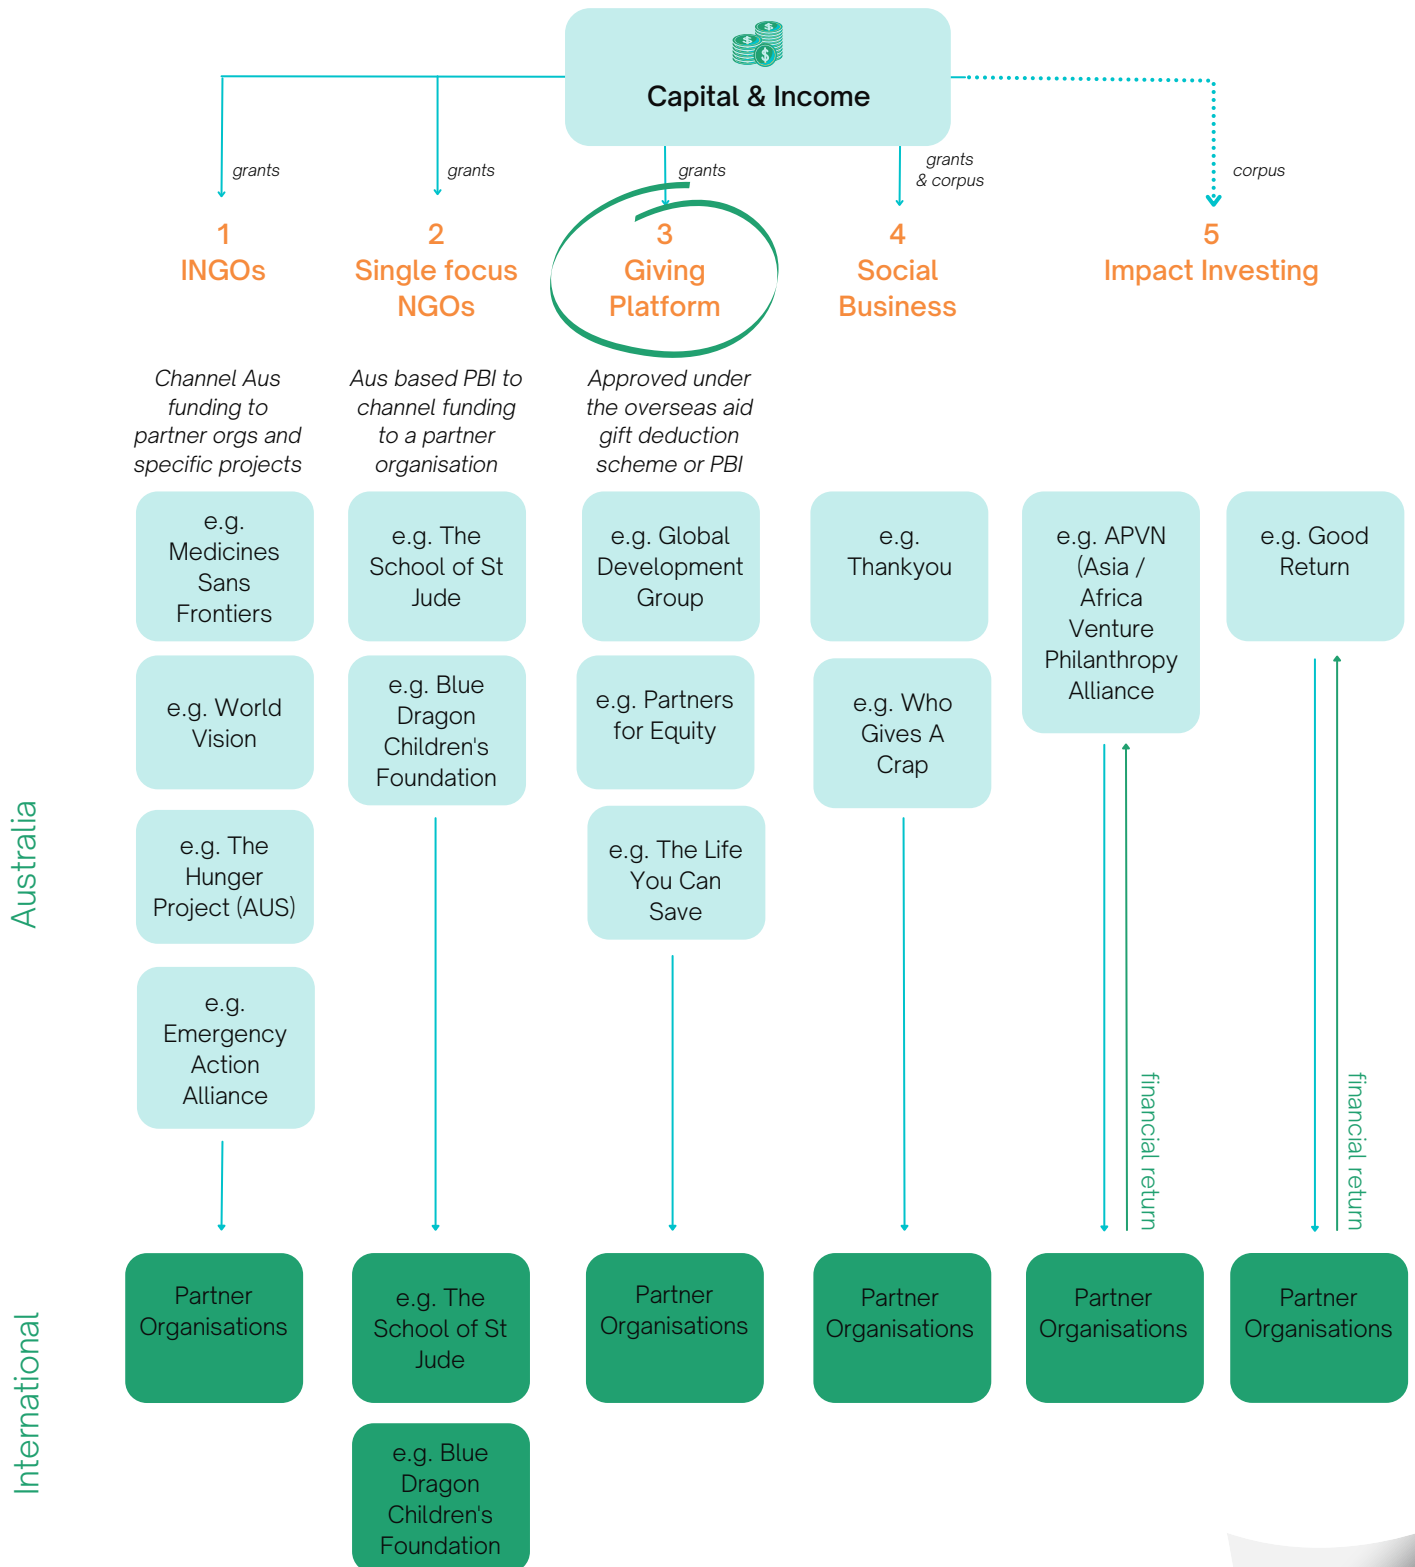 Capital & Income
grants
grants
grants
grants
& corpus
corpus
1
INGOs
2
Single focus
NGOs
3
Giving
Platform
4
Social
Business
5
Impact Investing
Channel Aus
funding to
partner orgs and
specific projects
Aus based PBI to
channel funding
to a partner
organisation
Approved under
the overseas aid
gift deduction
scheme or PBI
Australia
e.g.
Medicines
Sans
Frontiers
e.g. World
Vision
e.g. The
Hunger
Project (AUS)
e.g.
Emergency
Action
Alliance
e.g. The
School of St
Jude
e.g. Blue
Dragon
Children's
Foundation
e.g. Global
Development
Group
e.g. Partners
for Equity
e.g. The Life
You Can
Save
e.g.
Thankyou
e.g. Who
Gives A
Crap
e.g. APVN
(Asia /
Africa
Venture
Philanthropy
Alliance
e.g. Good
Return
financial return
financial return
International
Partner
Organisations
e.g. The
School of St
Jude
e.g. Blue
Dragon
Children's
Foundation
Partner
Organisations
Partner
Organisations
Partner
Organisations
Partner
Organisations